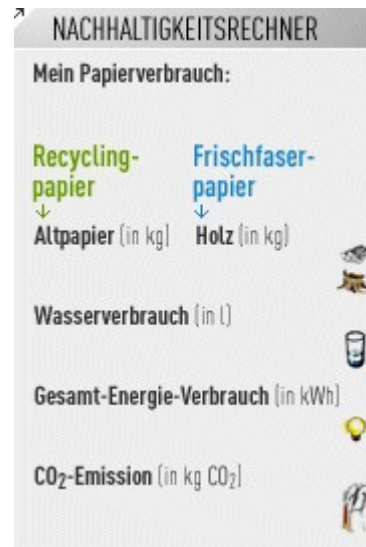 NACHHALTIGKEITSRECHNER
Mein Papierverbrauch:
Recycling- Frischfaser-
papier papier
Altpapier (in kg) Holz (in kg)
Wasserverbrauch (in l)
Gesamt-Energie-Verbrauch (in kWh)
CO₂-Emission (in kg CO₂)